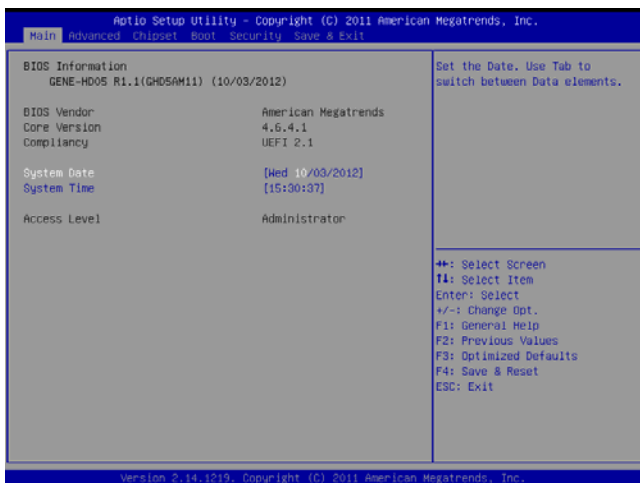 Aptio Setup Utility – Copyright (C) 2011 American Megatrends, Inc.
Main Advanced Chipset Boot Security Save & Exit
BIOS Information
GENE-HD05 R1.1(GHD5AM11) (10/03/2012)
BIOS Vendor American Megatrends
Core Version 4.6.4.1
Compliancy UEFI 2.1
System Date [Wed 10/03/2012]
System Time [15:30:37]
Access Level Administrator
Set the Date. Use Tab to
switch between Data elements.
→←: Select Screen
↑↓: Select Item
Enter: Select
+/-: Change Opt.
F1: General Help
F2: Previous Values
F3: Optimized Defaults
F4: Save & Reset
ESC: Exit
Version 2.14.1219. Copyright (C) 2011 American Megatrends, Inc.